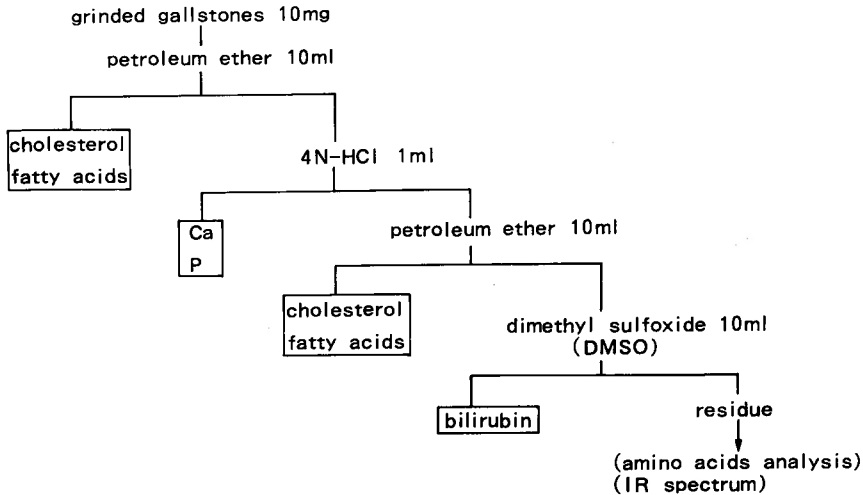 grinded gallstones 10mg
petroleum ether 10ml
cholesterol
fatty acids
4N-HCl 1ml
Ca
P
petroleum ether 10ml
cholesterol
fatty acids
dimethyl sulfoxide 10ml
(DMSO)
bilirubin
residue
(amino acids analysis)
(IR spectrum)